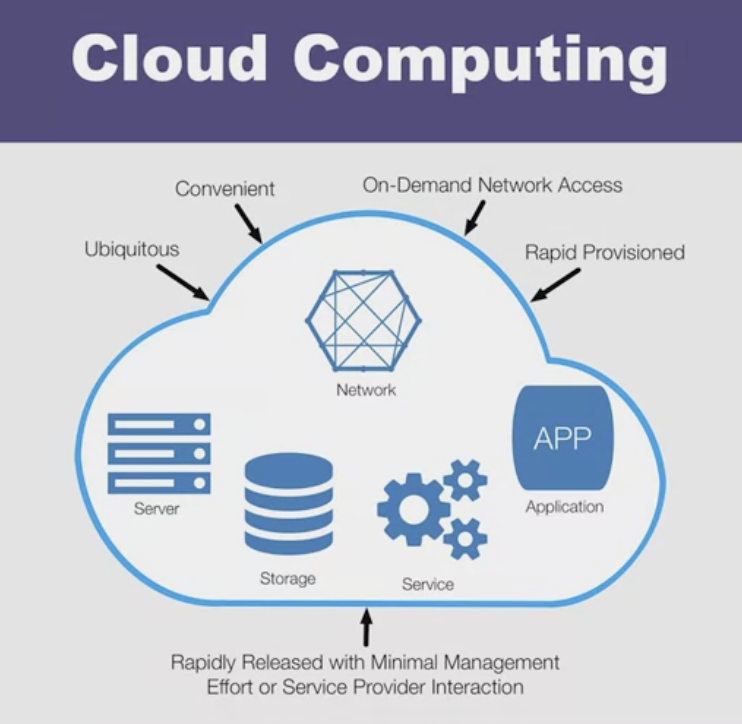 Cloud Computing
Convenient
On-Demand Network Access
Ubiquitous
Rapid Provisioned
Network
APP
Server
Application
Storage
Service
Rapidly Released with Minimal Management
Effort or Service Provider Interaction